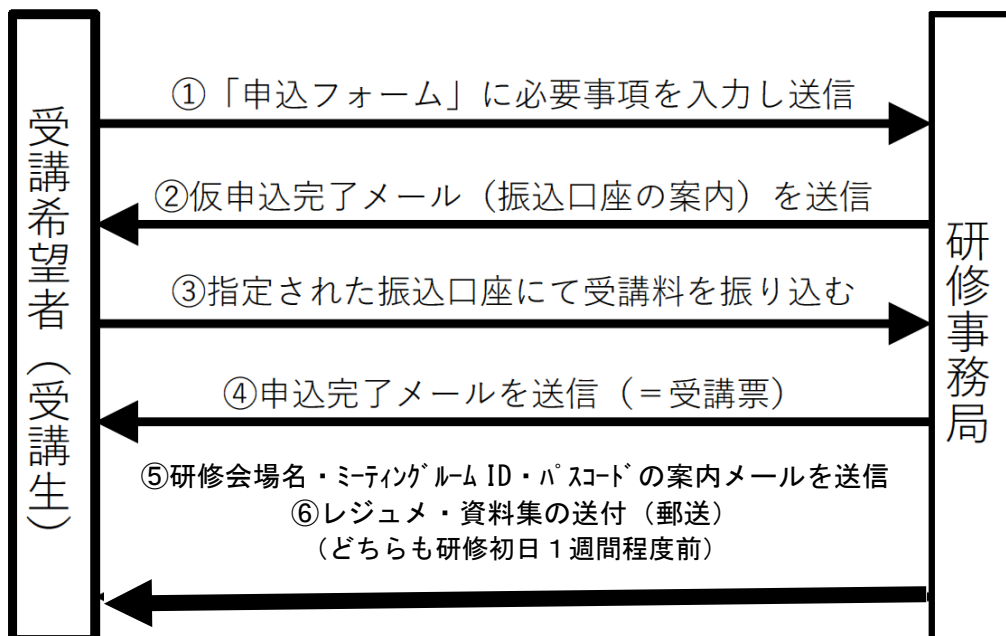 受講希望者（受講生）
①「申込フォーム」に必要事項を入力し送信
②仮申込完了メール（振込口座の案内）を送信
③指定された振込口座にて受講料を振り込む
④申込完了メールを送信（＝受講票）
⑤研修会場名・ﾐｰﾃｨﾝｸﾞﾙｰﾑ ID・ﾊﾟｽｺｰﾄﾞの案内メールを送信
⑥レジュメ・資料集の送付（郵送）
（どちらも研修初日１週間程度前）
研修事務局